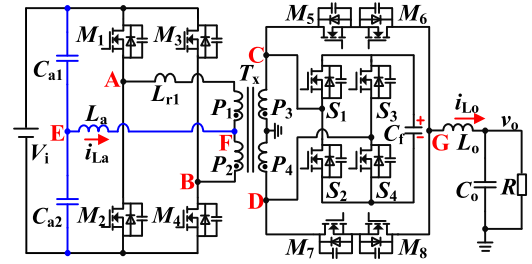 M5 M6
M1 M3 C
Ca1 A Tx
Lr1 S1 S3
La P1 P3 iLo vo
E F Cf + − G Lo
Vi iLa P2 P4
B D S2 S4 Co R
Ca2 M2 M4
M7 M8